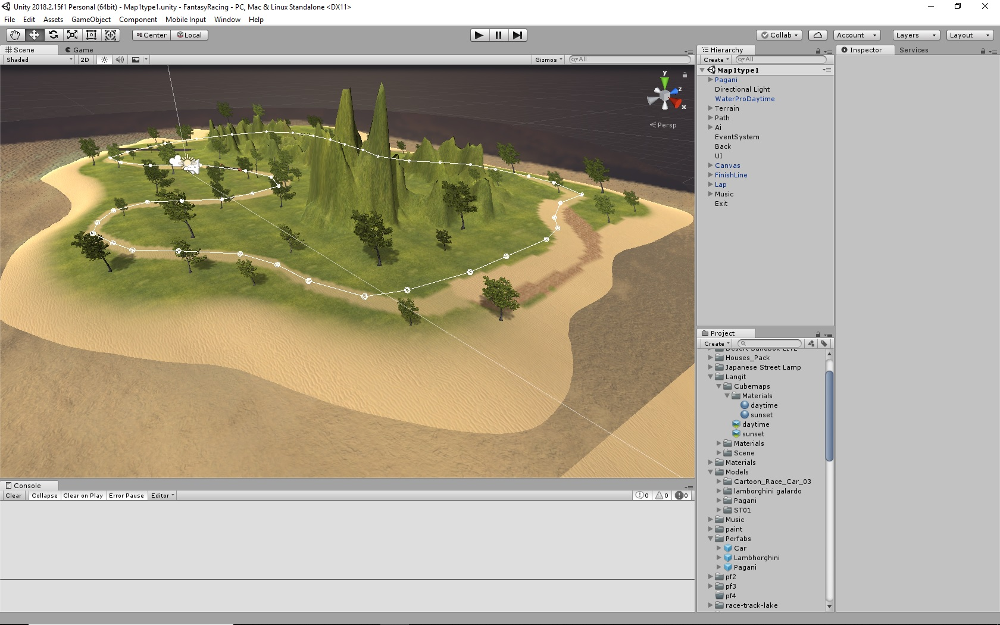 Unity 2018.2.15f1 Personal (64bit) - Map1type1.unity - FantasyRacing - PC, Mac & Linux Standalone <DX11>
File Edit Assets GameObject Component Mobile Input Window Help
Center Local Collab Account Layers Layout
Scene Game
Shaded 2D Gizmos All
y
z
x
Persp
Hierarchy
Create All
Map1type1
Pagani
Directional Light
WaterProDaytime
Terrain
Path
Ai
EventSystem
Back
UI
Canvas
FinishLine
Lap
Music
Exit
Inspector Services
Project
Create
Desert Sandbox LITE
Houses_Pack
Japanese Street Lamp
Langit
Cubemaps
Materials
daytime
sunset
daytime
sunset
Materials
Scene
Materials
Models
Cartoon_Race_Car_03
lamborghini galardo
Pagani
ST01
Music
paint
Perfabs
Car
Lambhorghini
Pagani
pf2
pf3
pf4
race-track-lake
Console
Clear Collapse Clear on Play Error Pause Editor 0 0 0